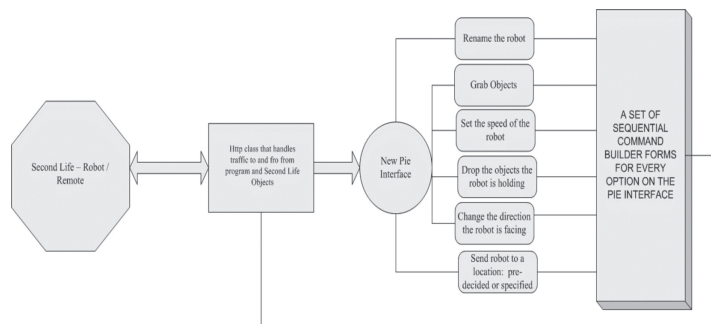 Second Life – Robot /
Remote
Http class that handles
traffic to and fro from
program and Second Life
Objects
New Pie
Interface
Rename the robot
Grab Objects
Set the speed of the
robot
Drop the objects the
robot is holding
Change the direction
the robot is facing
Send robot to a
location: pre-
decided or specified
A SET OF
SEQUENTIAL
COMMAND
BUILDER FORMS
FOR EVERY
OPTION ON THE
PIE INTERFACE